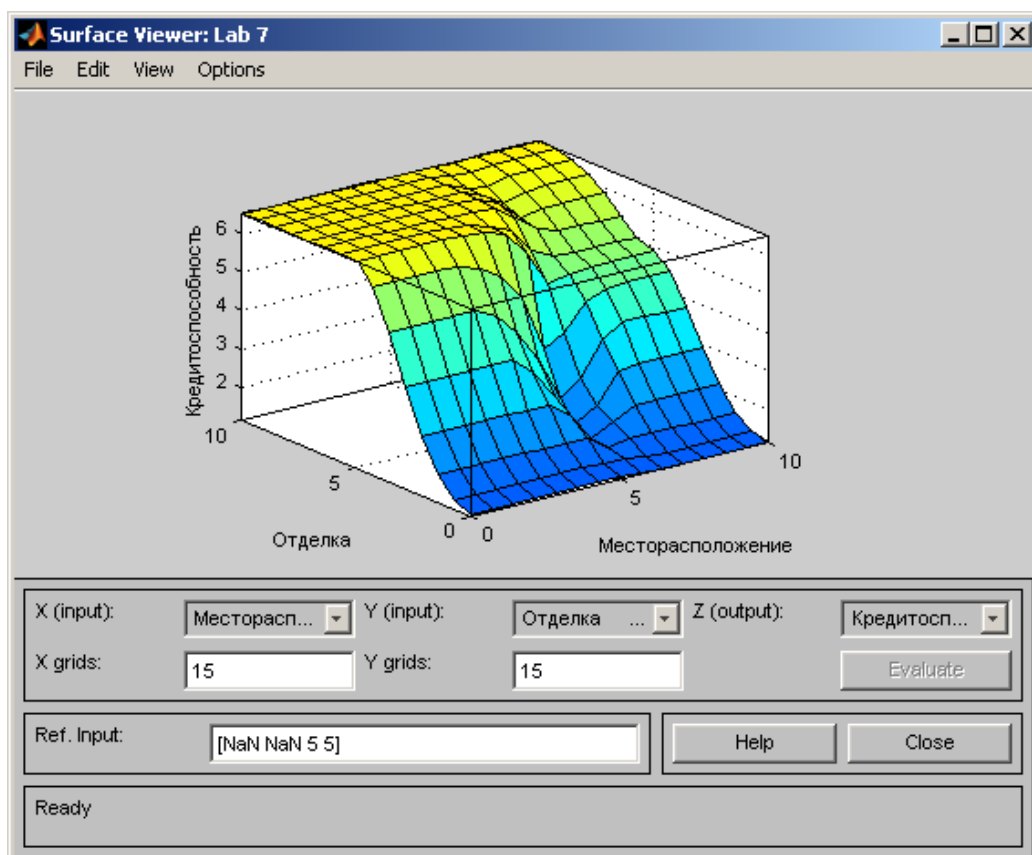 Surface Viewer: Lab 7
File Edit View Options
Кредитоспособность
6
5
4
3
2
10
5
0
0
5
10
Отделка
Месторасположение
X (input): Месторасп... Y (input): Отделка ... Z (output): Кредитосп...
X grids: 15 Y grids: 15 Evaluate
Ref. Input: [NaN NaN 5 5] Help Close
Ready